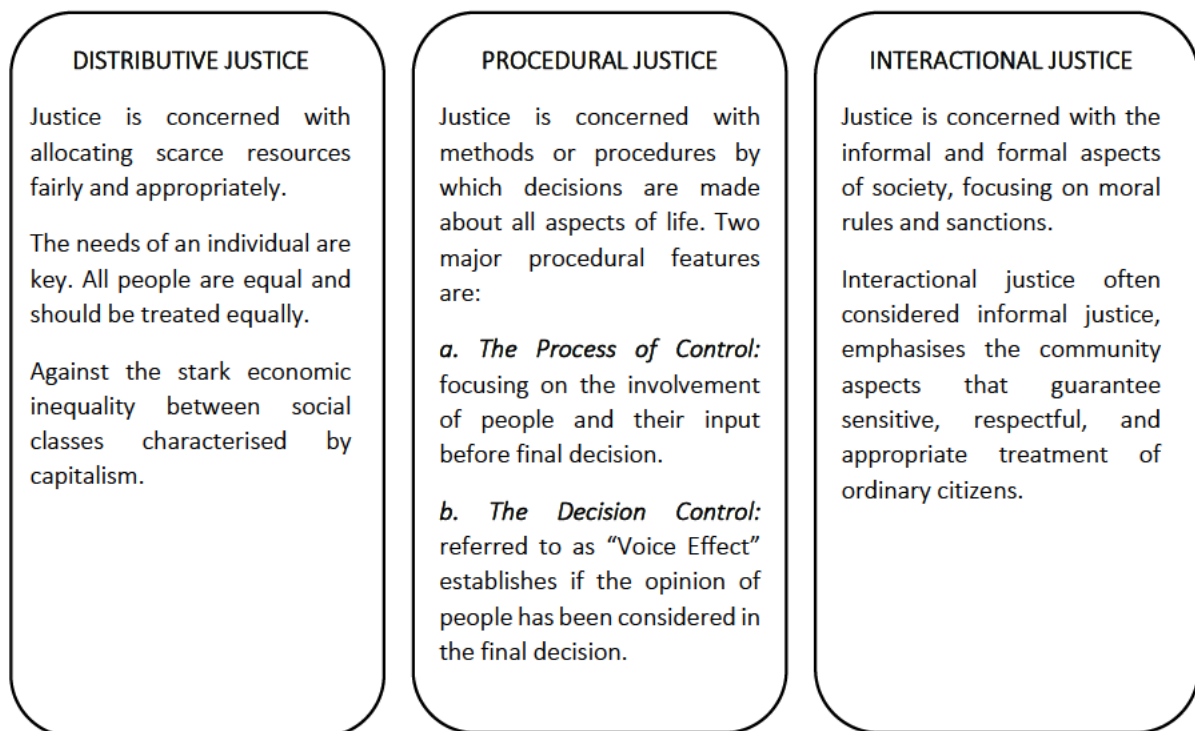 DISTRIBUTIVE JUSTICE
Justice is concerned with
allocating scarce resources
fairly and appropriately.
The needs of an individual are
key. All people are equal and
should be treated equally.
Against the stark economic
inequality between social
classes characterised by
capitalism.
PROCEDURAL JUSTICE
Justice is concerned with
methods or procedures by
which decisions are made
about all aspects of life. Two
major procedural features
are:
a. The Process of Control:
focusing on the involvement
of people and their input
before final decision.
b. The Decision Control:
referred to as “Voice Effect”
establishes if the opinion of
people has been considered in
the final decision.
INTERACTIONAL JUSTICE
Justice is concerned with the
informal and formal aspects
of society, focusing on moral
rules and sanctions.
Interactional justice often
considered informal justice,
emphasises the community
aspects that guarantee
sensitive, respectful, and
appropriate treatment of
ordinary citizens.